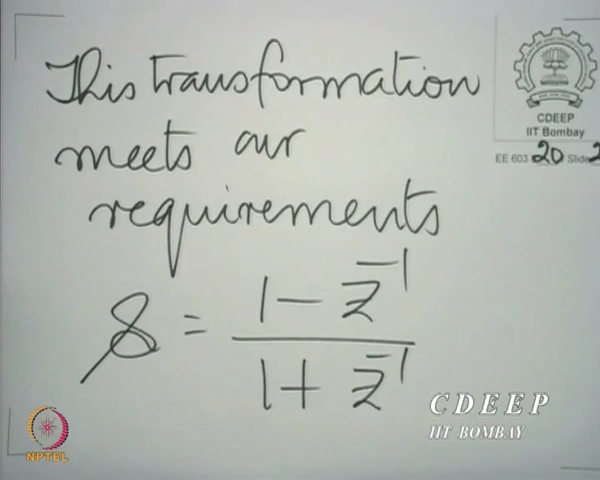 This transformation
meets our
requirements
s = 1 - z^-1 / 1 + z^-1
CDEEP
IIT Bombay
EE 603 20 Slide 2
CDEEP
IIT BOMBAY
NPTEL